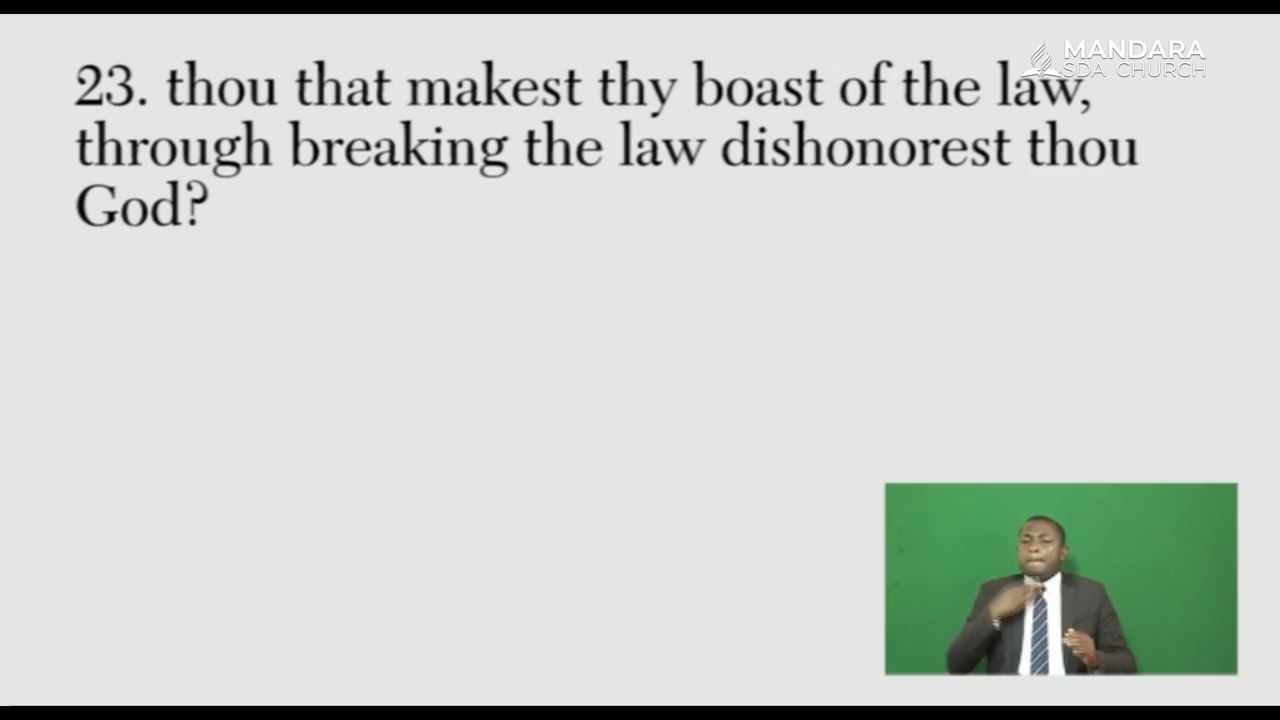 MANDARA
SDA CHURCH
23. thou that makest thy boast of the law,
through breaking the law dishonorest thou
God?